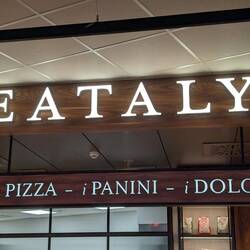 EATALY
PIZZA - i PANINI - i DOLC